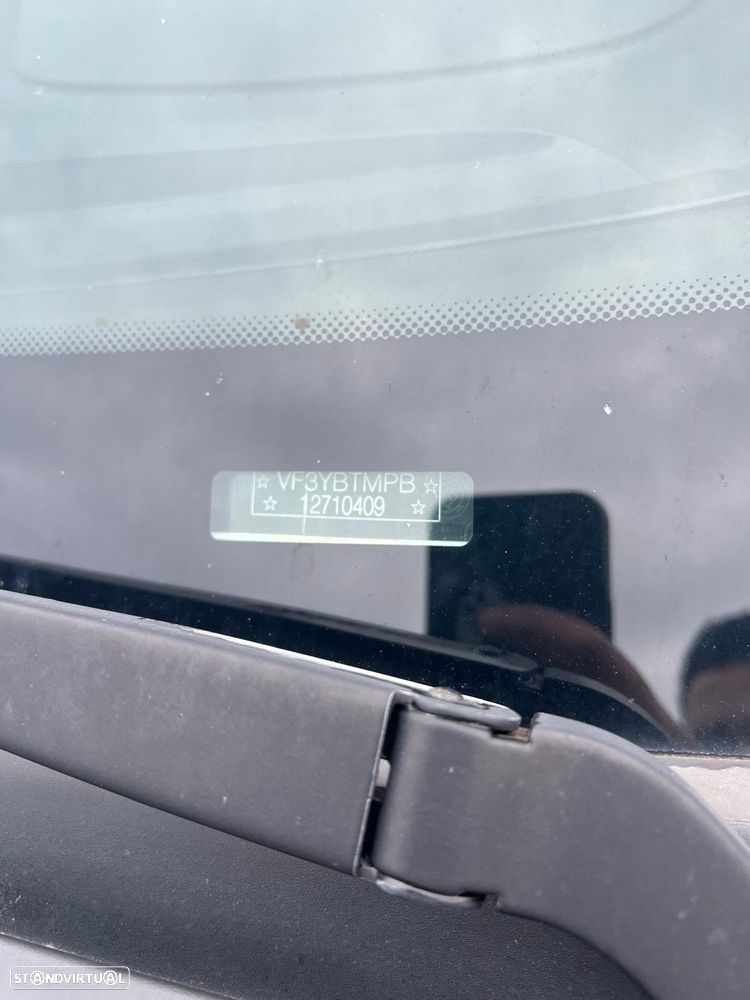 ☆ VF3YBTMPB ☆
☆ 12710409 ☆
STANDVIRTUAL